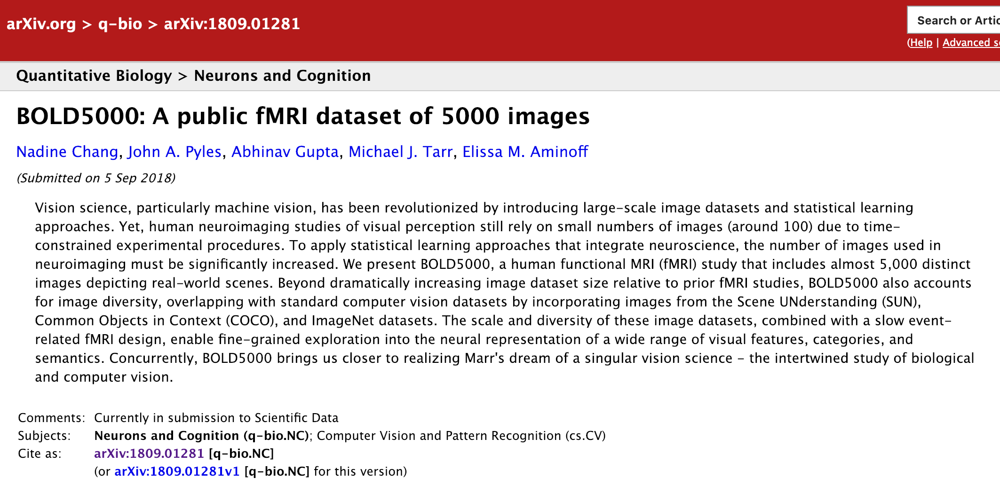 arXiv.org > q-bio > arXiv:1809.01281
Search or Artic
(Help | Advanced s
Quantitative Biology > Neurons and Cognition
BOLD5000: A public fMRI dataset of 5000 images
Nadine Chang, John A. Pyles, Abhinav Gupta, Michael J. Tarr, Elissa M. Aminoff
(Submitted on 5 Sep 2018)
Vision science, particularly machine vision, has been revolutionized by introducing large-scale image datasets and statistical learning
approaches. Yet, human neuroimaging studies of visual perception still rely on small numbers of images (around 100) due to time-
constrained experimental procedures. To apply statistical learning approaches that integrate neuroscience, the number of images used in
neuroimaging must be significantly increased. We present BOLD5000, a human functional MRI (fMRI) study that includes almost 5,000 distinct
images depicting real-world scenes. Beyond dramatically increasing image dataset size relative to prior fMRI studies, BOLD5000 also accounts
for image diversity, overlapping with standard computer vision datasets by incorporating images from the Scene UNderstanding (SUN),
Common Objects in Context (COCO), and ImageNet datasets. The scale and diversity of these image datasets, combined with a slow event-
related fMRI design, enable fine-grained exploration into the neural representation of a wide range of visual features, categories, and
semantics. Concurrently, BOLD5000 brings us closer to realizing Marr's dream of a singular vision science - the intertwined study of biological
and computer vision.
Comments: Currently in submission to Scientific Data
Subjects: Neurons and Cognition (q-bio.NC); Computer Vision and Pattern Recognition (cs.CV)
Cite as: arXiv:1809.01281 [q-bio.NC]
(or arXiv:1809.01281v1 [q-bio.NC] for this version)